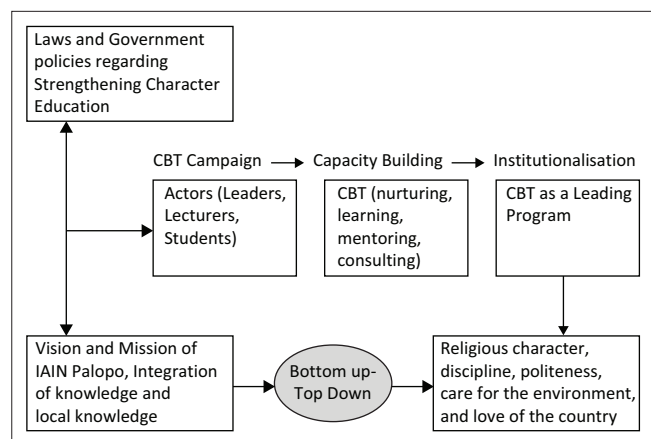 Laws and Government
policies regarding
Strengthening Character
Education
CBT Campaign
Capacity Building
Institutionalisation
Actors (Leaders,
Lecturers,
Students)
CBT (nurturing,
learning,
mentoring,
consulting)
CBT as a Leading
Program
Vision and Mission of
IAIN Palopo, Integration
of knowledge and
local knowledge
Bottom up-
Top Down
Religious character,
discipline, politeness,
care for the environment,
and love of the country